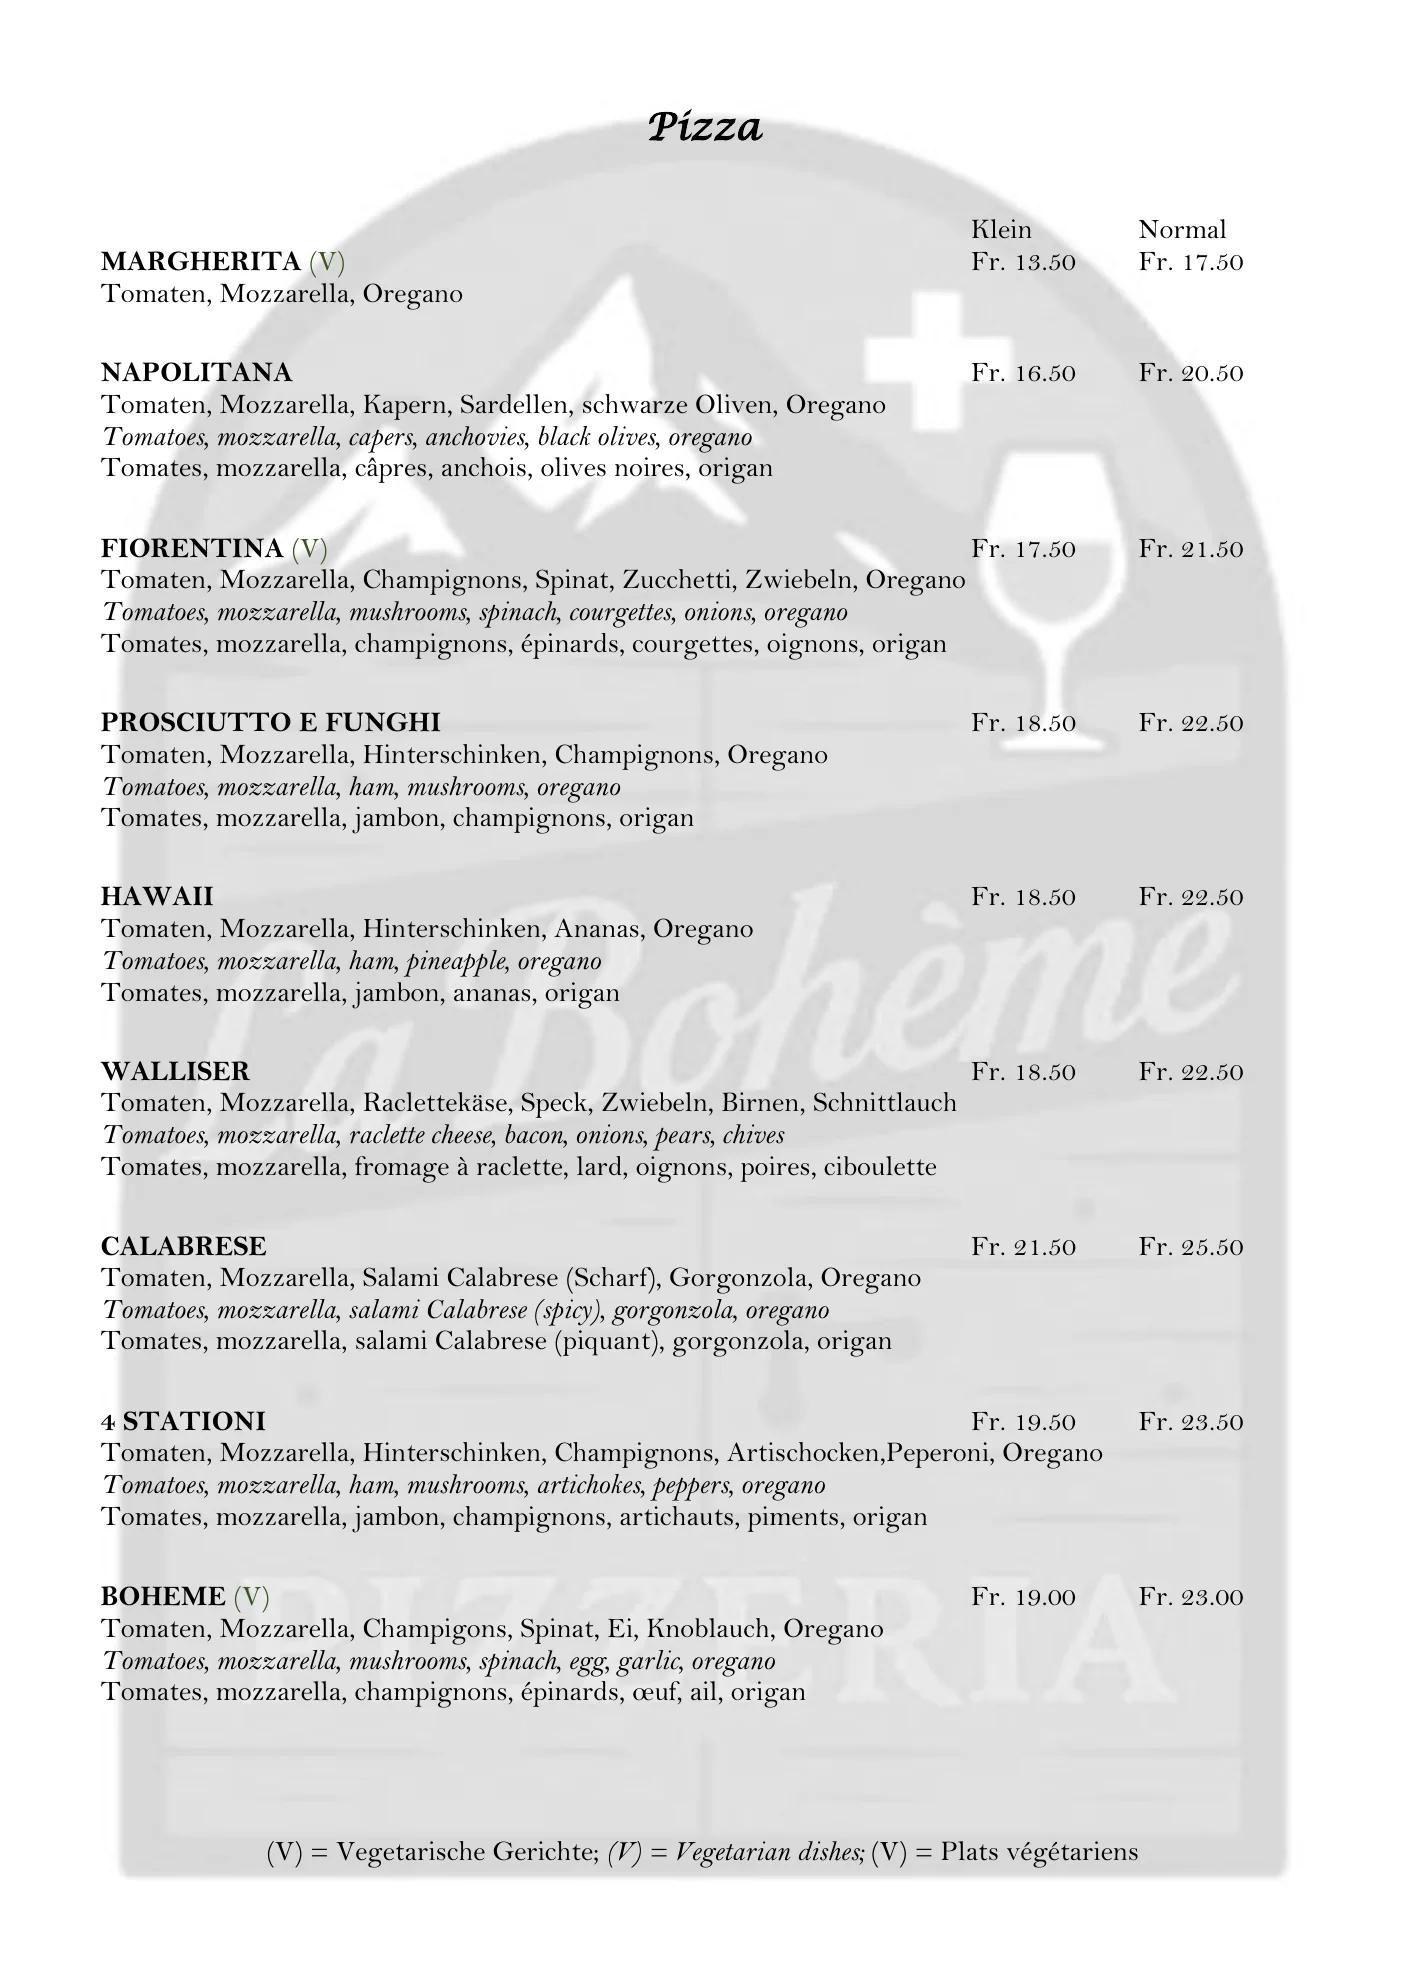 Pizza
Klein Normal
MARGHERITA (V) Fr. 13.50 Fr. 17.50
Tomaten, Mozzarella, Oregano
NAPOLITANA Fr. 16.50 Fr. 20.50
Tomaten, Mozzarella, Kapern, Sardellen, schwarze Oliven, Oregano
Tomatoes, mozzarella, capers, anchovies, black olives, oregano
Tomates, mozzarella, câpres, anchois, olives noires, origan
FIORENTINA (V) Fr. 17.50 Fr. 21.50
Tomaten, Mozzarella, Champignons, Spinat, Zucchetti, Zwiebeln, Oregano
Tomatoes, mozzarella, mushrooms, spinach, courgettes, onions, oregano
Tomates, mozzarella, champignons, épinards, courgettes, oignons, origan
PROSCIUTTO E FUNGHI Fr. 18.50 Fr. 22.50
Tomaten, Mozzarella, Hinterschinken, Champignons, Oregano
Tomatoes, mozzarella, ham, mushrooms, oregano
Tomates, mozzarella, jambon, champignons, origan
HAWAII Fr. 18.50 Fr. 22.50
Tomaten, Mozzarella, Hinterschinken, Ananas, Oregano
Tomatoes, mozzarella, ham, pineapple, oregano
Tomates, mozzarella, jambon, ananas, origan
La Bohème
WALLISER Fr. 18.50 Fr. 22.50
Tomaten, Mozzarella, Raclettekäse, Speck, Zwiebeln, Birnen, Schnittlauch
Tomatoes, mozzarella, raclette cheese, bacon, onions, pears, chives
Tomates, mozzarella, fromage à raclette, lard, oignons, poires, ciboulette
CALABRESE Fr. 21.50 Fr. 25.50
Tomaten, Mozzarella, Salami Calabrese (Scharf), Gorgonzola, Oregano
Tomatoes, mozzarella, salami Calabrese (spicy), gorgonzola, oregano
Tomates, mozzarella, salami Calabrese (piquant), gorgonzola, origan
4 STATIONI Fr. 19.50 Fr. 23.50
Tomaten, Mozzarella, Hinterschinken, Champignons, Artischocken,Peperoni, Oregano
Tomatoes, mozzarella, ham, mushrooms, artichokes, peppers, oregano
Tomates, mozzarella, jambon, champignons, artichauts, piments, origan
BOHEME (V) Fr. 19.00 Fr. 23.00
Tomaten, Mozzarella, Champigons, Spinat, Ei, Knoblauch, Oregano
Tomatoes, mozzarella, mushrooms, spinach, egg, garlic, oregano
Tomates, mozzarella, champignons, épinards, œuf, ail, origan
PIZZERIA
(V) = Vegetarische Gerichte; (V) = Vegetarian dishes; (V) = Plats végétariens